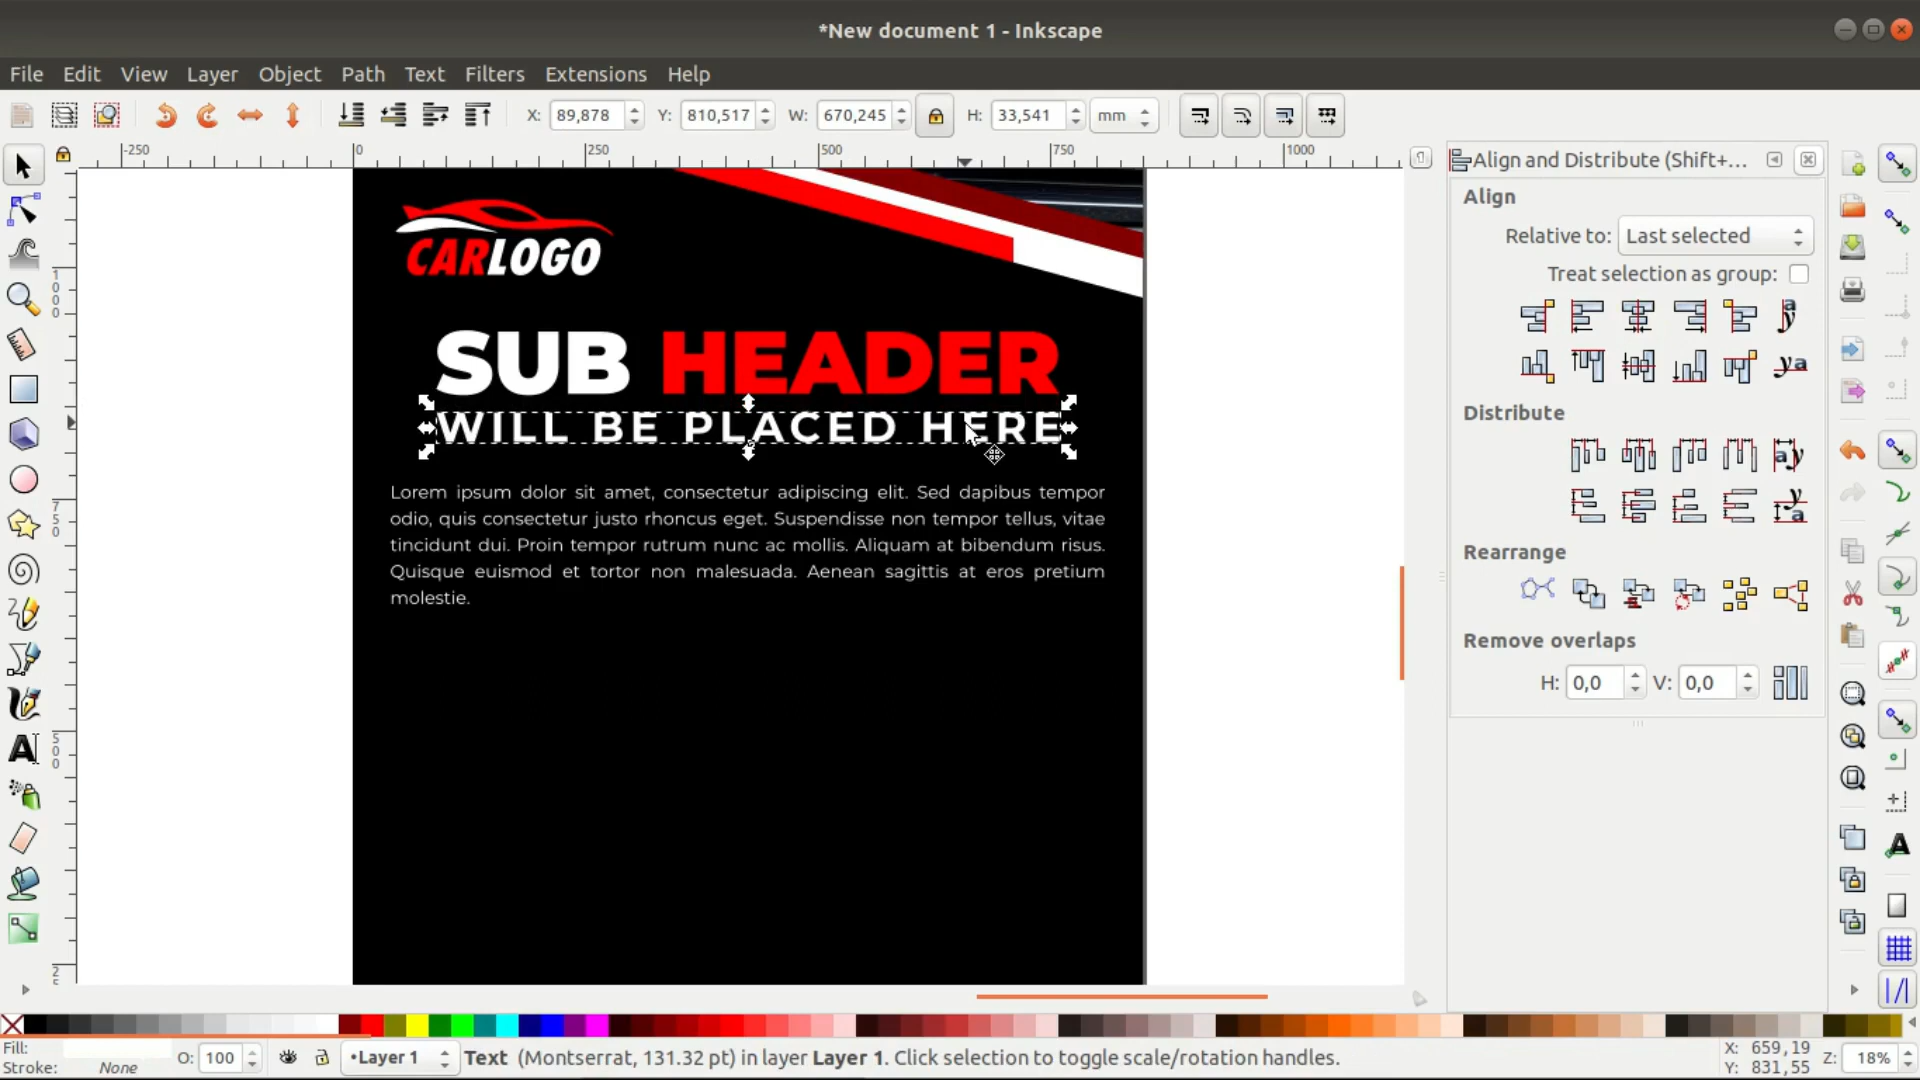 *New document 1 - Inkscape
File Edit View Layer Object Path Text Filters Extensions Help
X: 89,878 Y: 810,517 W: 670,245 H: 33,541 mm
-250 0 250 500 750 1000
Align and Distribute (Shift+...
Align
Relative to: Last selected
Treat selection as group:
Distribute
Rearrange
Remove overlaps
H: 0,0 V: 0,0
CARLOGO
SUB HEADER
WILL BE PLACED HERE
Lorem ipsum dolor sit amet, consectetur adipiscing elit. Sed dapibus tempor
odio, quis consectetur justo rhoncus eget. Suspendisse non tempor tellus, vitae
tincidunt dui. Proin tempor rutrum nunc ac mollis. Aliquam at bibendum risus.
Quisque euismod et tortor non malesuada. Aenean sagittis at eros pretium
molestie.
1000
750
500
25
Fill:
Stroke: None
O: 100
•Layer 1
Text (Montserrat, 131.32 pt) in layer Layer 1. Click selection to toggle scale/rotation handles.
X: 659,19
Y: 831,55
Z: 18%